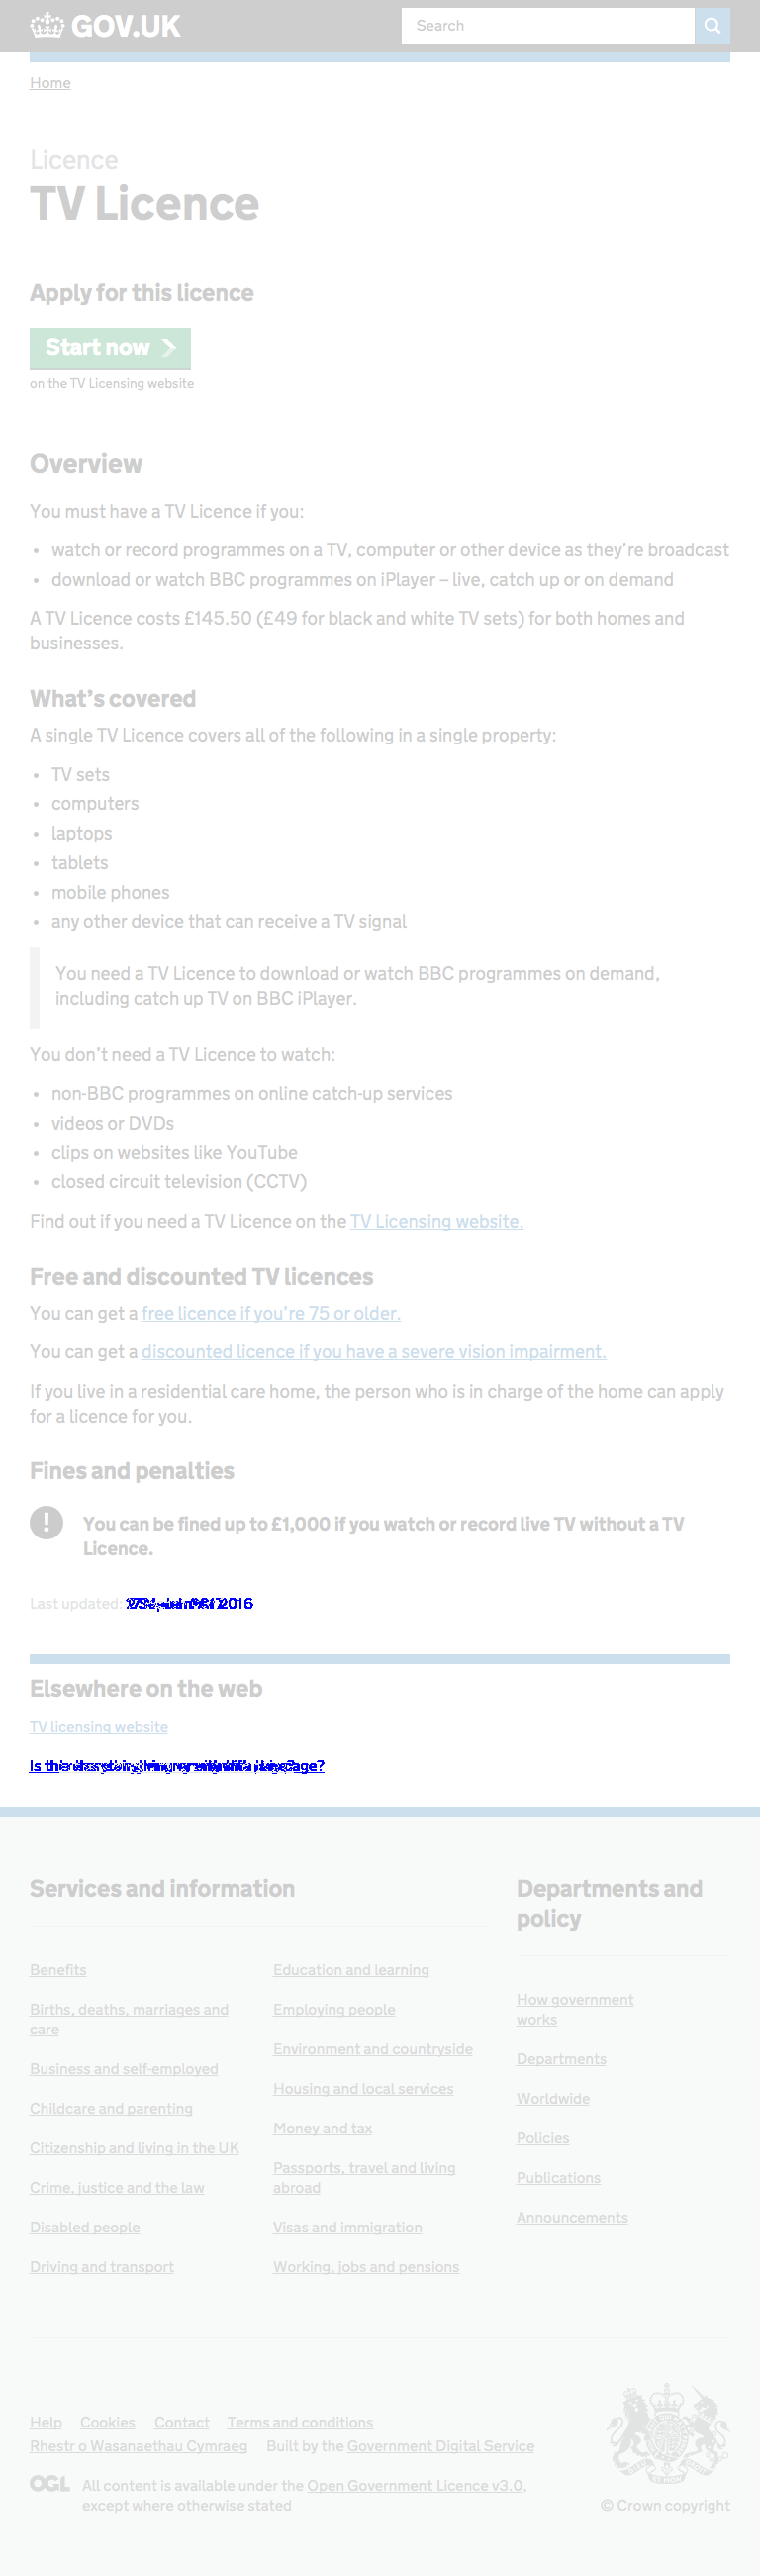 GOV.UK
Search
Home
Licence
TV Licence
Apply for this licence
Start now
on the TV Licensing website
Overview
You must have a TV Licence if you:
• watch or record programmes on a TV, computer or other device as they’re broadcast
• download or watch BBC programmes on iPlayer – live, catch up or on demand
A TV Licence costs £145.50 (£49 for black and white TV sets) for both homes and
businesses.
What’s covered
A single TV Licence covers all of the following in a single property:
• TV sets
• computers
• laptops
• tablets
• mobile phones
• any other device that can receive a TV signal
You need a TV Licence to download or watch BBC programmes on demand,
including catch up TV on BBC iPlayer.
You don’t need a TV Licence to watch:
• non-BBC programmes on online catch-up services
• videos or DVDs
• clips on websites like YouTube
• closed circuit television (CCTV)
Find out if you need a TV Licence on the TV Licensing website.
Free and discounted TV licences
You can get a free licence if you’re 75 or older.
You can get a discounted licence if you have a severe vision impairment.
If you live in a residential care home, the person who is in charge of the home can apply
for a licence for you.
Fines and penalties
You can be fined up to £1,000 if you watch or record live TV without a TV
Licence.
Last updated: 2016
Elsewhere on the web
TV licensing website
Is
Services and information
Departments and
policy
Benefits
Births, deaths, marriages and
care
Business and self-employed
Childcare and parenting
Citizenship and living in the UK
Crime, justice and the law
Disabled people
Driving and transport
Education and learning
Employing people
Environment and countryside
Housing and local services
Money and tax
Passports, travel and living
abroad
Visas and immigration
Working, jobs and pensions
How government
works
Departments
Worldwide
Policies
Publications
Announcements
Help Cookies Contact Terms and conditions
Rhestr o Wasanaethau Cymraeg Built by the Government Digital Service
OGL All content is available under the Open Government Licence v3.0,
except where otherwise stated
© Crown copyright